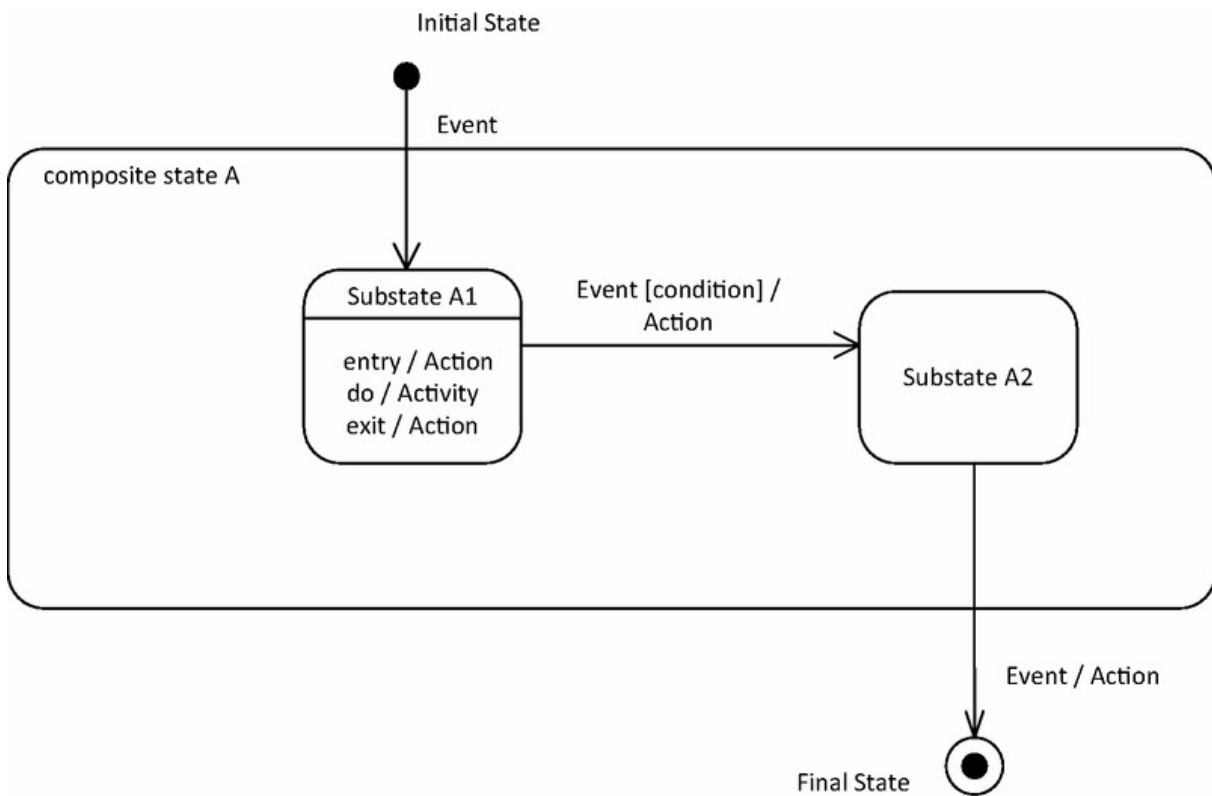 Initial State
Event
composite state A
Substate A1
entry / Action
do / Activity
exit / Action
Event [condition] /
Action
Substate A2
Event / Action
Final State